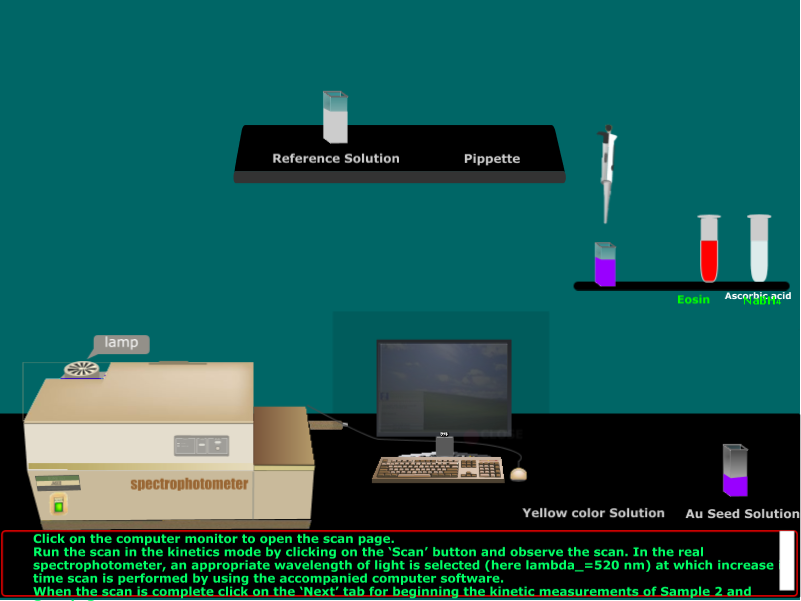 Reference Solution
Pippette
Eosin
Ascorbic acid
lamp
spectrophotometer
Yellow color Solution
Au Seed Solution
Click on the computer monitor to open the scan page.
Run the scan in the kinetics mode by clicking on the ‘Scan’ button and observe the scan. In the real
spectrophotometer, an appropriate wavelength of light is selected (here lambda_=520 nm) at which increase
time scan is performed by using the accompanied computer software.
When the scan is complete click on the ‘Next’ tab for beginning the kinetic measurements of Sample 2 and